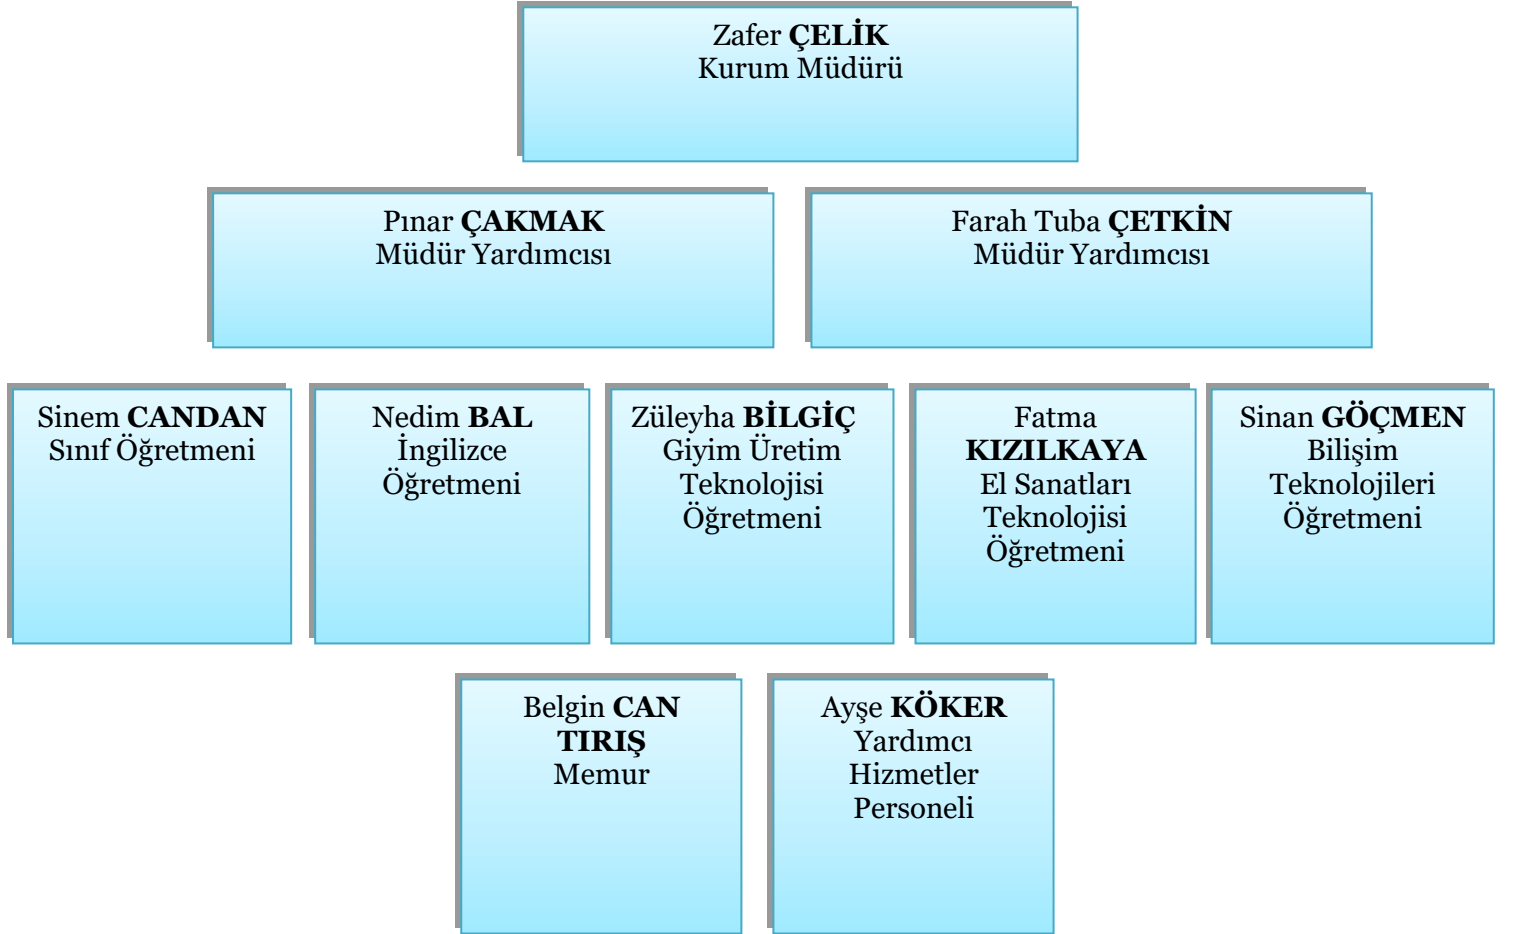 Zafer ÇELİK
Kurum Müdürü
Pınar ÇAKMAK
Müdür Yardımcısı
Farah Tuba ÇETKİN
Müdür Yardımcısı
Sinem CANDAN
Sınıf Öğretmeni
Nedim BAL
İngilizce
Öğretmeni
Züleyha BİLGİÇ
Giyim Üretim
Teknolojisi
Öğretmeni
Fatma
KIZILKAYA
El Sanatları
Teknolojisi
Öğretmeni
Sinan GÖÇMEN
Bilişim
Teknolojileri
Öğretmeni
Belgin CAN
TIRIŞ
Memur
Ayşe KÖKER
Yardımcı
Hizmetler
Personeli